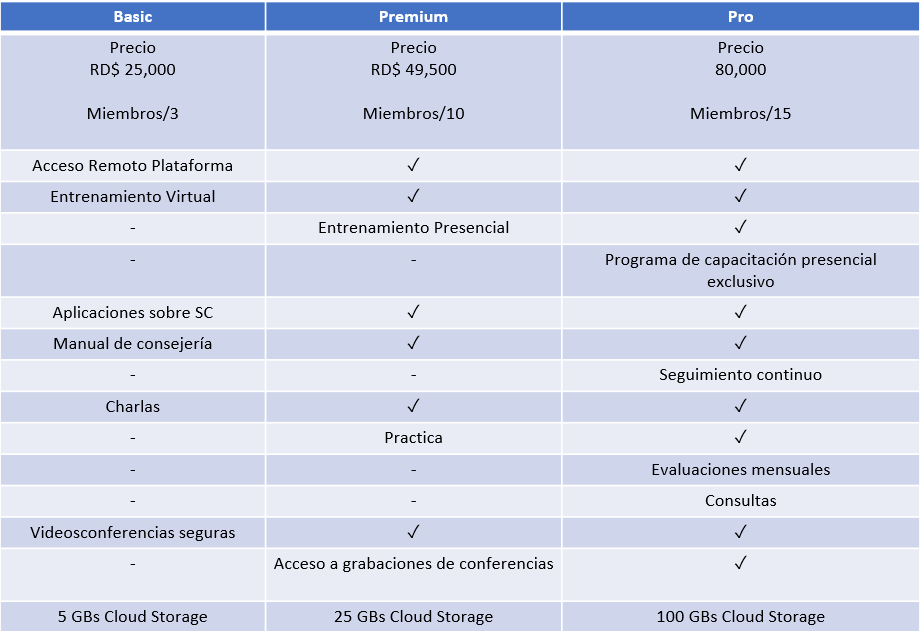 Basic Premium Pro
Precio Precio Precio
RD$ 25,000 RD$ 49,500 80,000
Miembros/3 Miembros/10 Miembros/15
Acceso Remoto Plataforma ✓ ✓
Entrenamiento Virtual ✓ ✓
- Entrenamiento Presencial ✓
- - Programa de capacitación presencial
exclusivo
Aplicaciones sobre SC ✓ ✓
Manual de consejería ✓ ✓
- - Seguimiento continuo
Charlas ✓ ✓
- Practica ✓
- - Evaluaciones mensuales
- - Consultas
Videosconferencias seguras ✓ ✓
- Acceso a grabaciones de conferencias ✓
5 GBs Cloud Storage 25 GBs Cloud Storage 100 GBs Cloud Storage